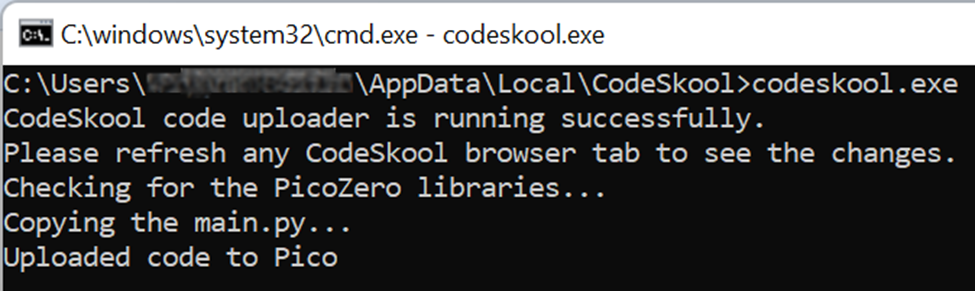 C:\windows\system32\cmd.exe - codeskool.exe
C:\Users\ \AppData\Local\CodeSkool>codeskool.exe
CodeSkool code uploader is running successfully.
Please refresh any CodeSkool browser tab to see the changes.
Checking for the PicoZero libraries...
Copying the main.py...
Uploaded code to Pico